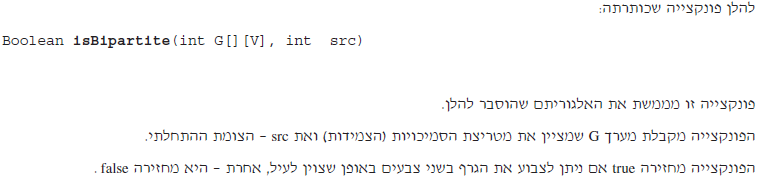 להלן פונקצייה שכותרתה:
Boolean isBipartite(int G[][V], int src)
פונקצייה זו מממשת את האלגוריתם שהוסבר להלן.
הפונקצייה מקבלת מערך G שמציין את מטריצת הסמיכויות (הצמידות) ואת src - הצומת ההתחלתי.
הפונקצייה מחזירה true אם ניתן לצבוע את הגרף בשני צבעים באופן שצוין לעיל, אחרת - היא מחזירה false .